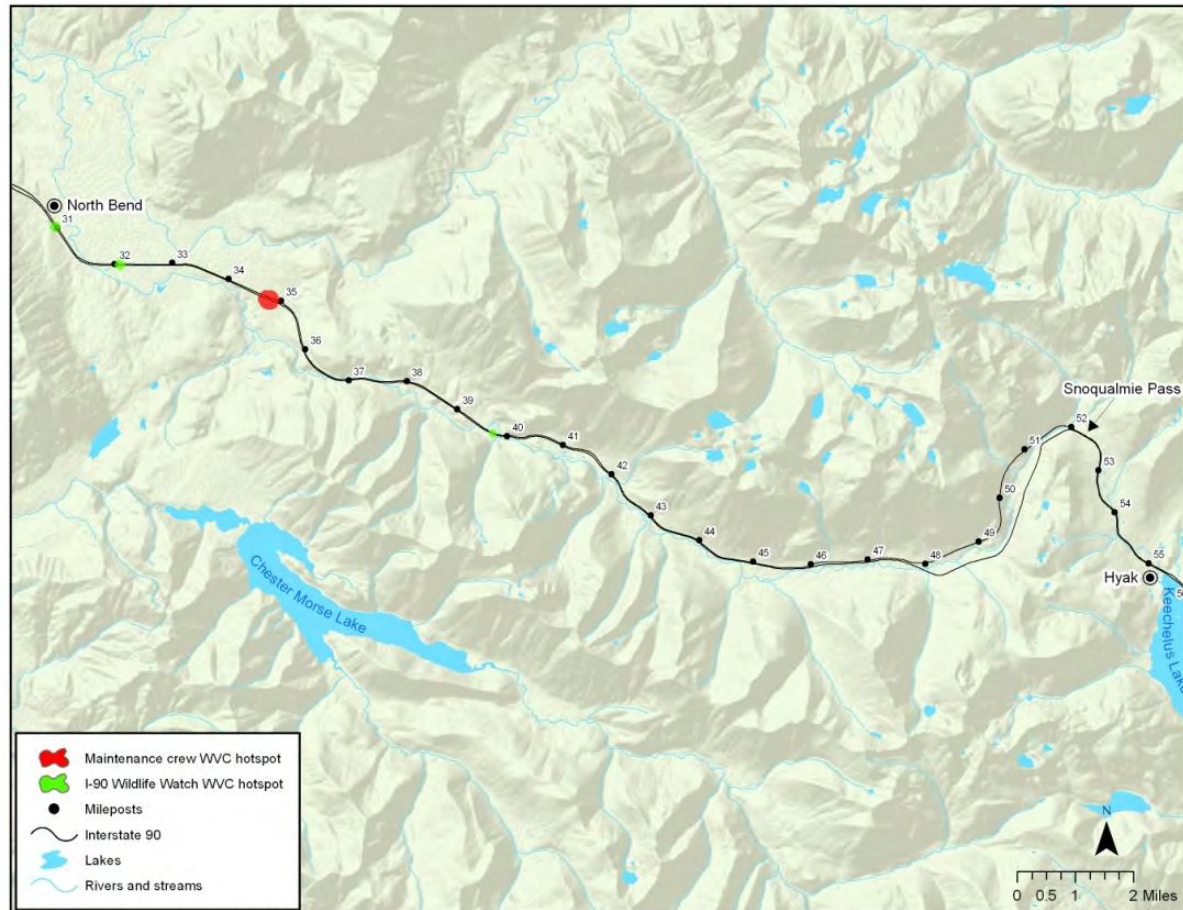 North Bend
31
32
33
34
35
36
37
38
39
40
41
42
43
44
45
46
47
48
49
50
51
52
Snoqualmie Pass
53
54
55
Hyak
Keechelus Lake
Chester Morse Lake
Maintenance crew WVC hotspot
I-90 Wildlife Watch WVC hotspot
Mileposts
Interstate 90
Lakes
Rivers and streams
N
0 0.5 1 2 Miles